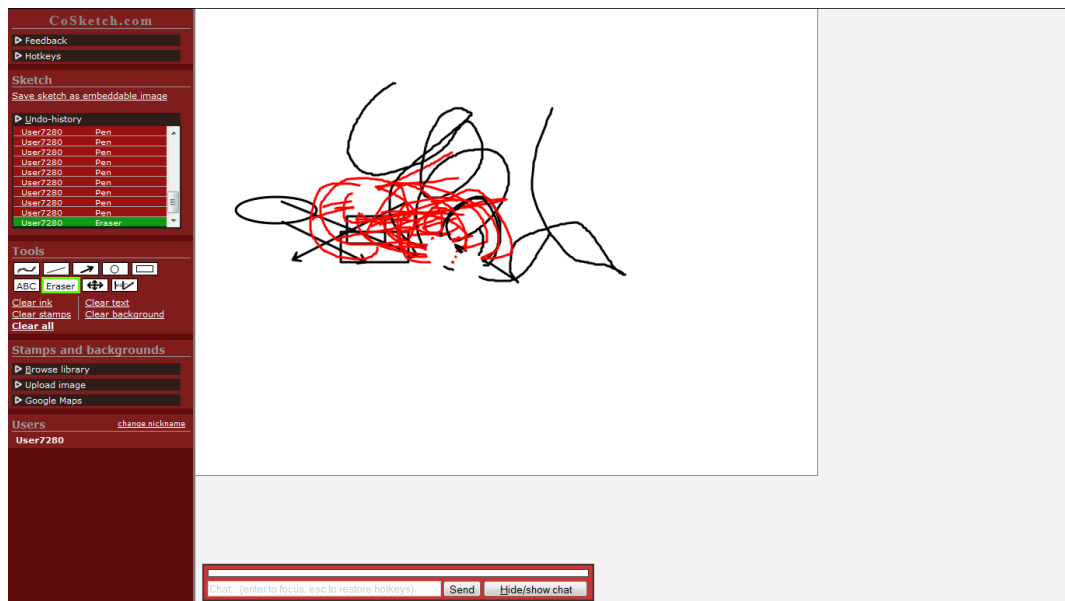 CoSketch.com
Feedback
Hotkeys
Sketch
Save sketch as embeddable image
Undo-history
User7280 Pen
User7280 Pen
User7280 Pen
User7280 Pen
User7280 Pen
User7280 Pen
User7280 Pen
User7280 Pen
User7280 Pen
User7280 Eraser
Tools
ABC Eraser
Clear ink Clear text
Clear stamps Clear background
Clear all
Stamps and backgrounds
Browse library
Upload image
Google Maps
Users change nickname
User7280
Chat... (enter to focus, esc to restore hotkeys) Send Hide/show chat